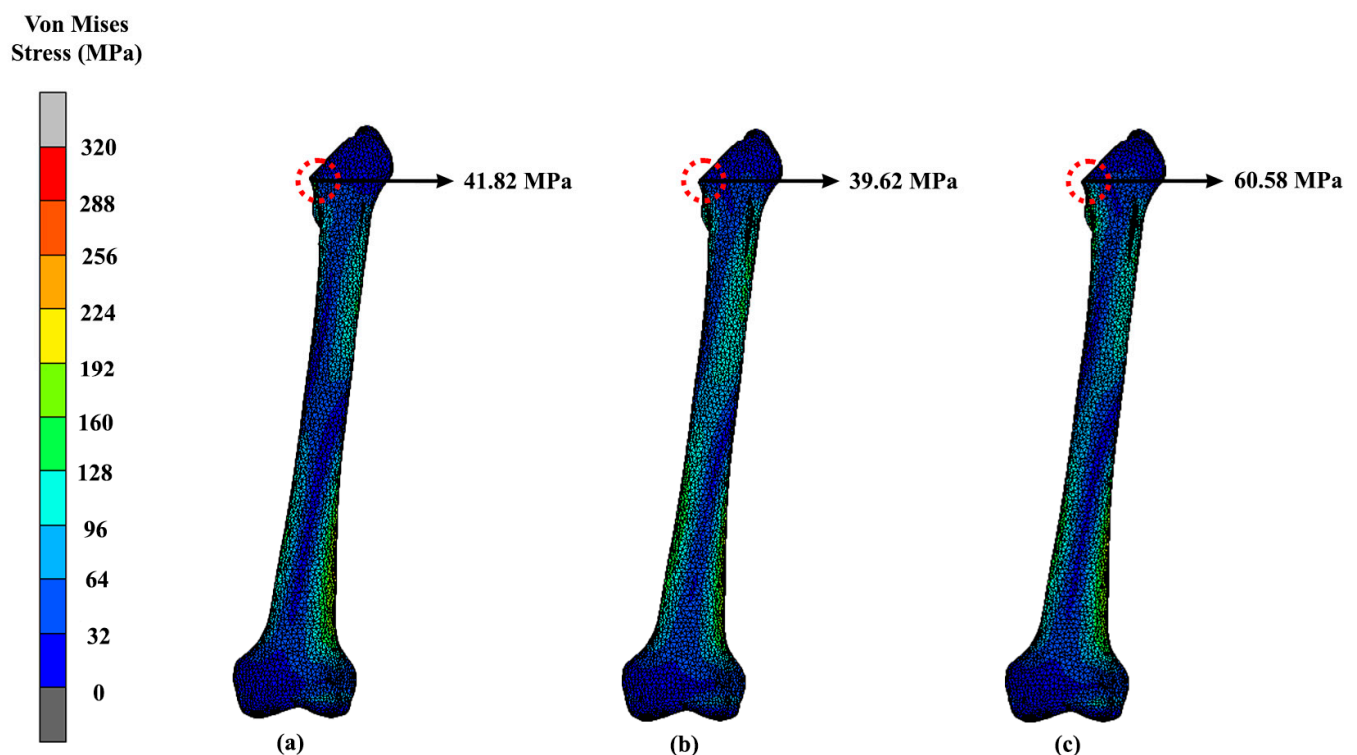 Von Mises
Stress (MPa)
320
288
256
224
192
160
128
96
64
32
0
41.82 MPa
39.62 MPa
60.58 MPa
(a)
(b)
(c)